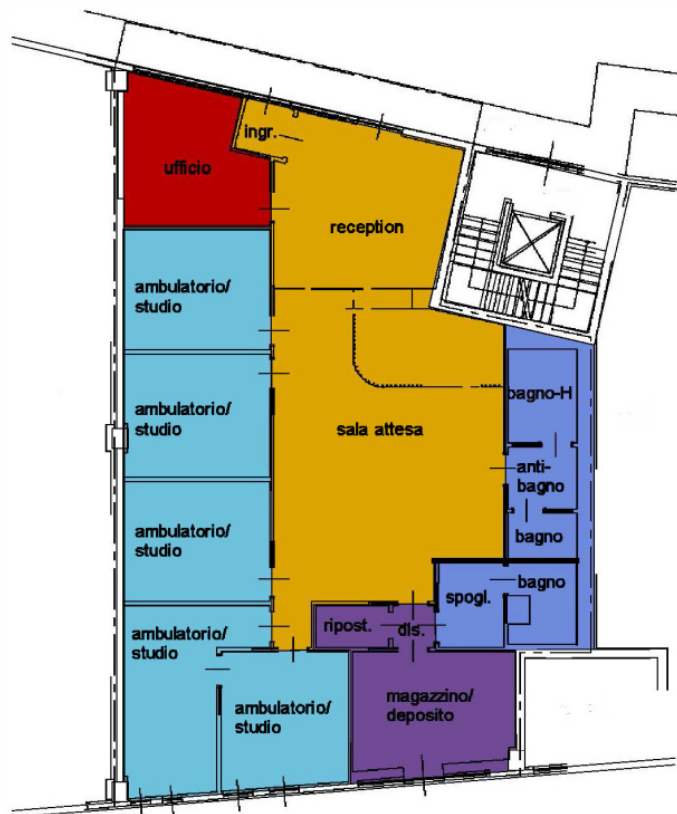 ingr.
ufficio
reception
ambulatorio/
studio
ambulatorio/
studio
bagno-H
sala attesa
anti-
bagno
ambulatorio/
studio
bagno
bagno
spogl.
ripost.
dis.
ambulatorio/
studio
ambulatorio/
studio
magazzino/
deposito